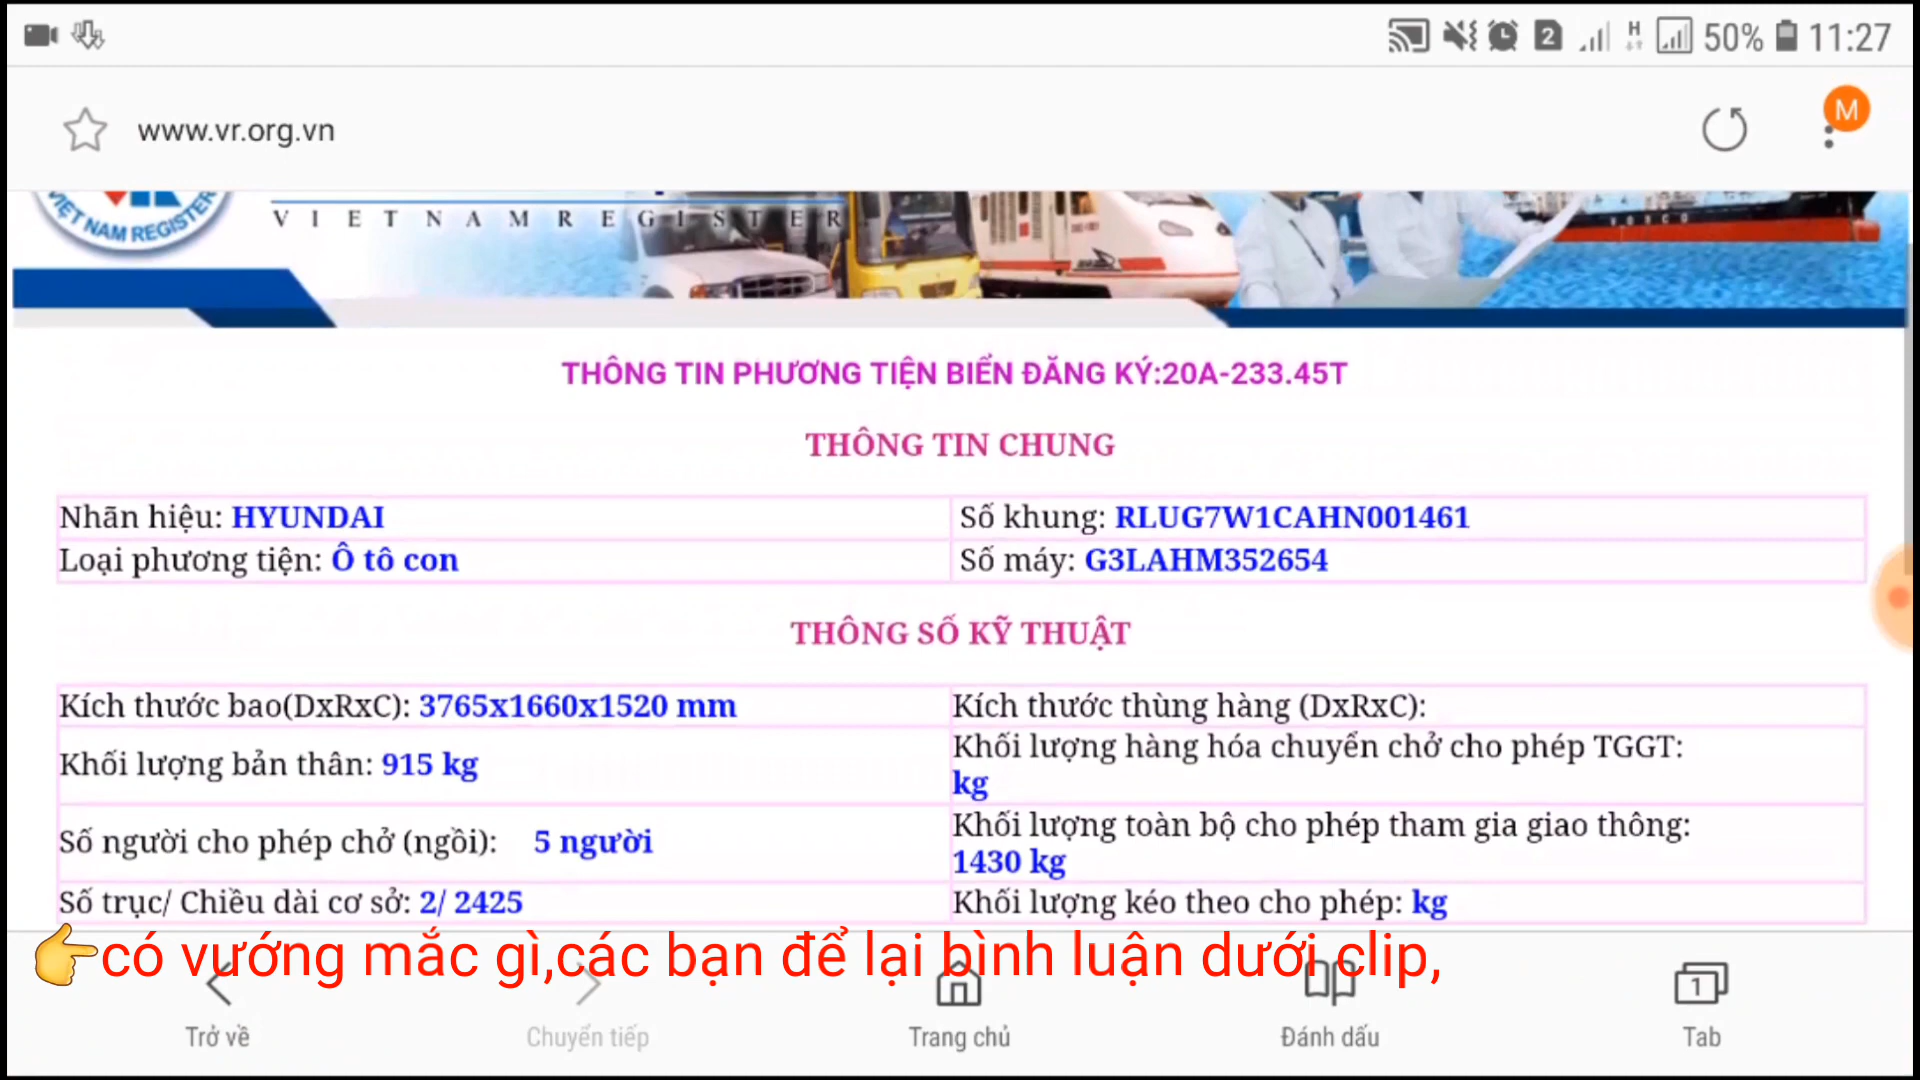 2 H 50% 11:27
www.vr.org.vn
M
VIỆT NAM REGISTER
VIETNAM REGISTER
VOSCO
THÔNG TIN PHƯƠNG TIỆN BIỂN ĐĂNG KÝ:20A-233.45T
THÔNG TIN CHUNG
Nhãn hiệu: HYUNDAI
Số khung: RLUG7W1CAHN001461
Loại phương tiện: Ô tô con
Số máy: G3LAHM352654
THÔNG SỐ KỸ THUẬT
Kích thước bao(DxRxC): 3765x1660x1520 mm
Kích thước thùng hàng (DxRxC):
Khối lượng bản thân: 915 kg
Khối lượng hàng hóa chuyển chở cho phép TGGT:
kg
Số người cho phép chở (ngồi): 5 người
Khối lượng toàn bộ cho phép tham gia giao thông:
1430 kg
Số trục/ Chiều dài cơ sở: 2/ 2425
Khối lượng kéo theo cho phép: kg
👉có vướng mắc gì,các bạn để lại bình luận dưới clip,
1
Trở về
Chuyển tiếp
Trang chủ
Đánh dấu
Tab